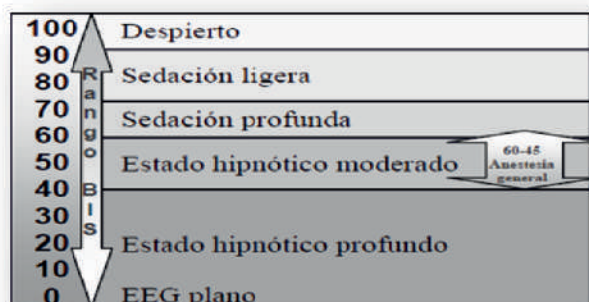 100
90
80
70
60
50
40
30
20
10
0
Rango BIS
Despierto
Sedación ligera
Sedación profunda
Estado hipnótico moderado
60-45
Anestesia
general
Estado hipnótico profundo
EEG plano